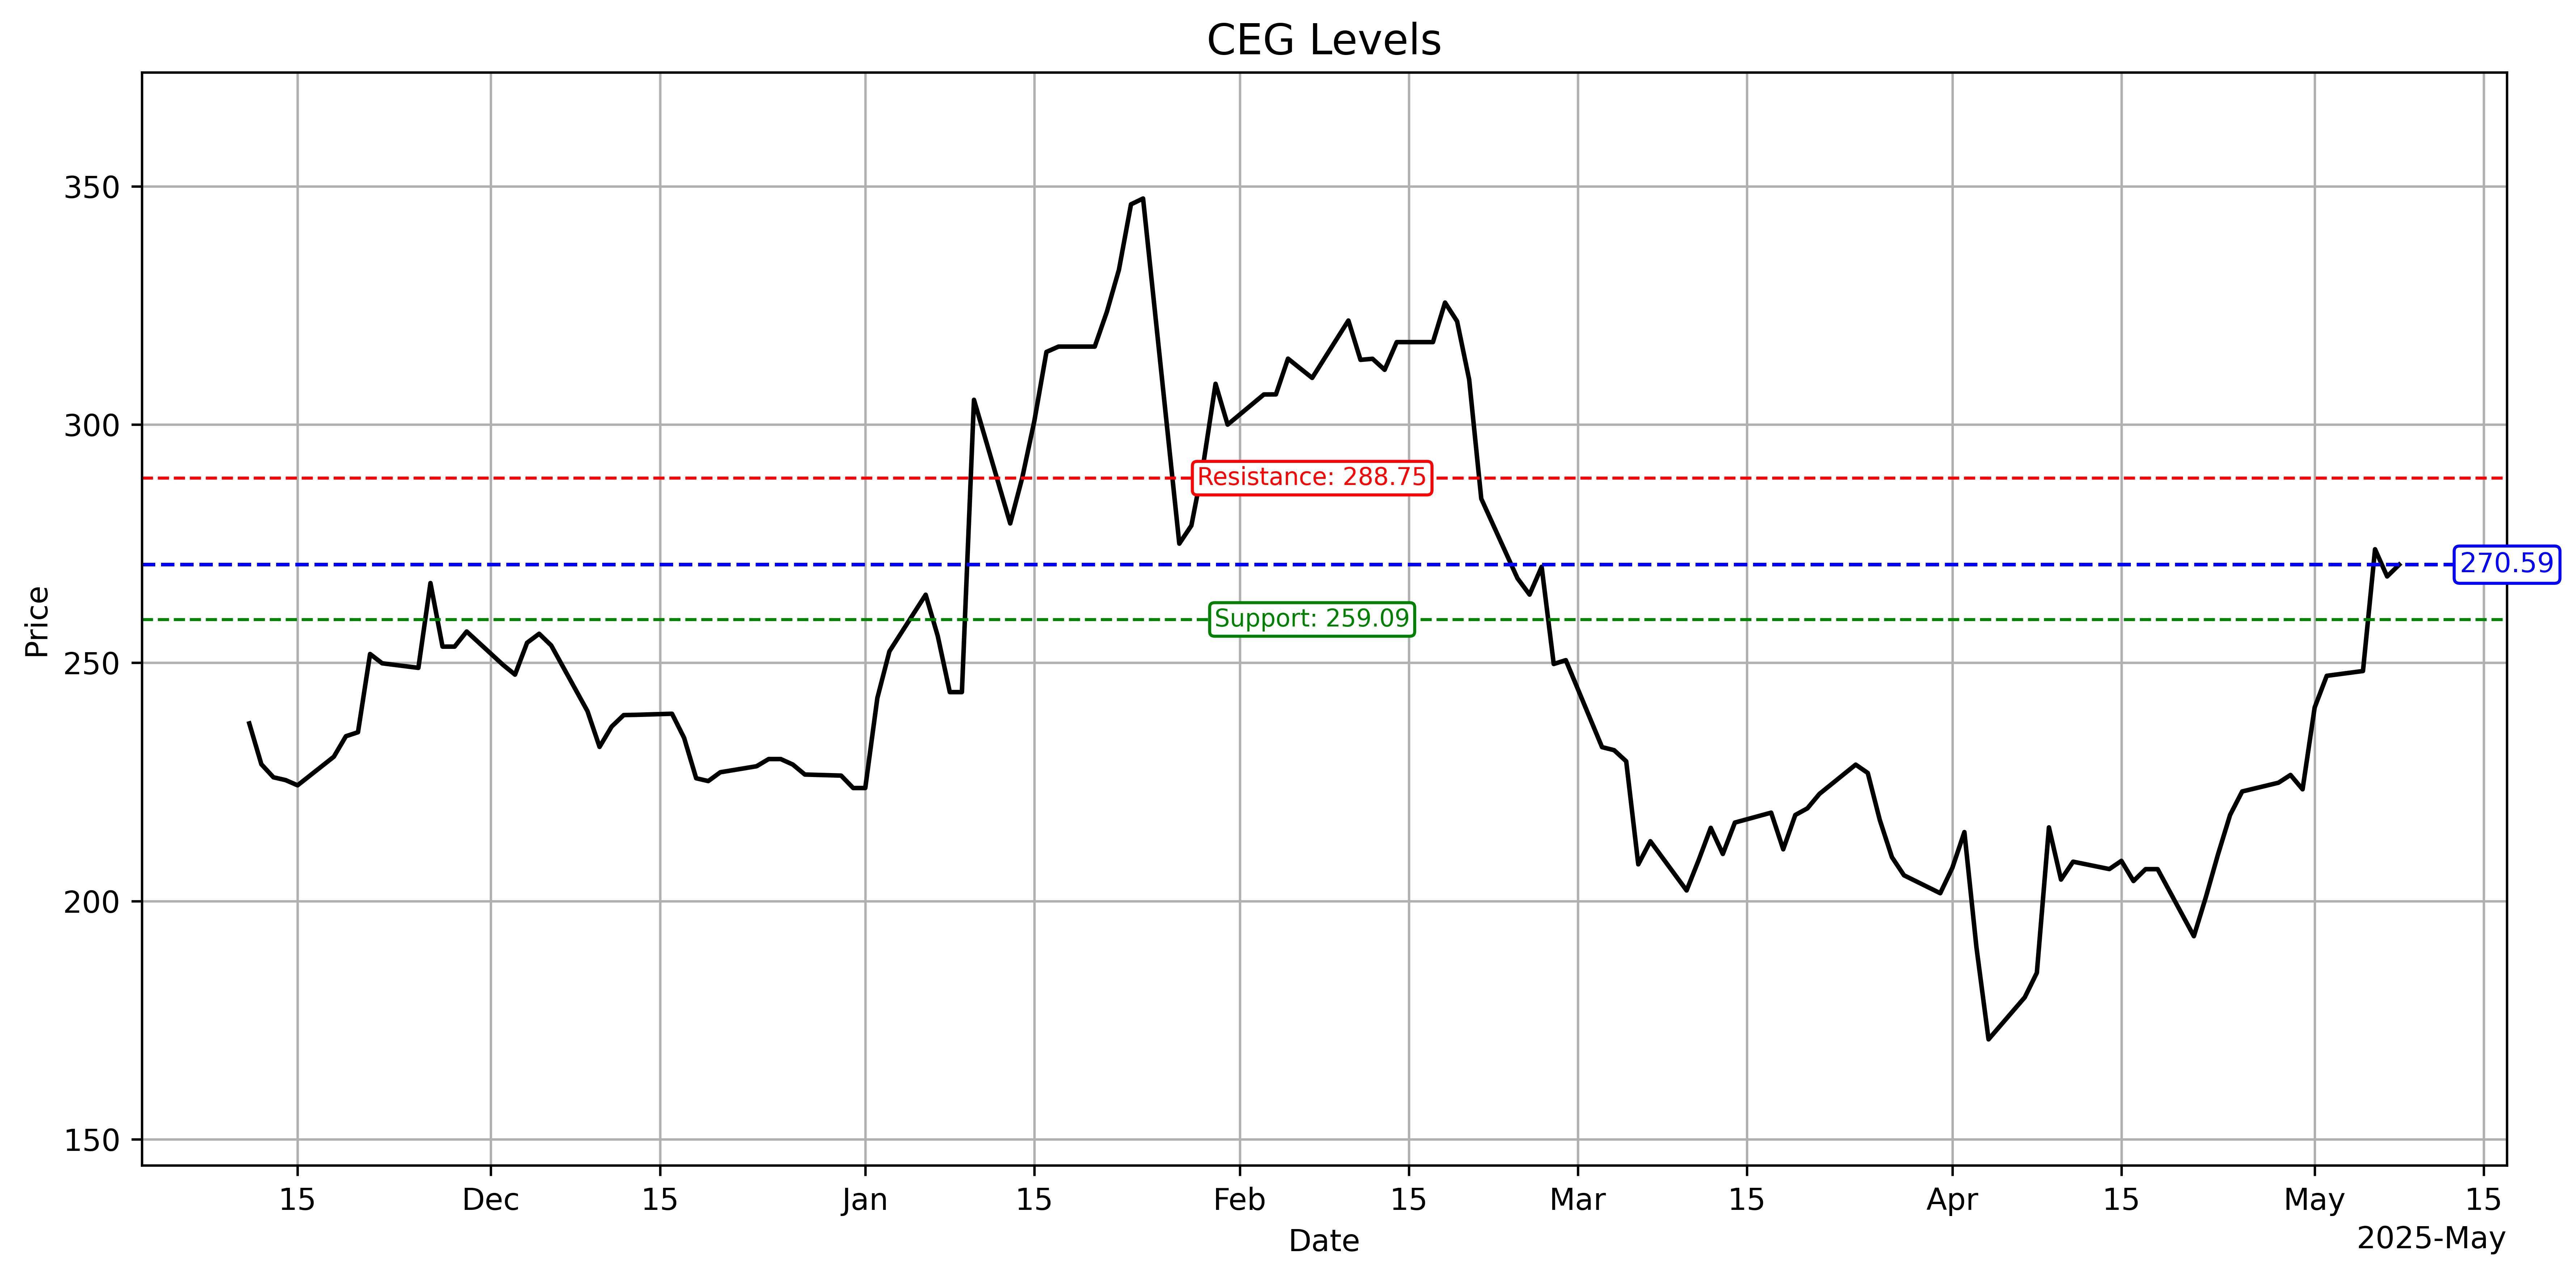 CEG Levels
350
300
250
200
150
Price
Resistance: 288.75
270.59
Support: 259.09
15
Dec
15
Jan
15
Feb
15
Mar
15
Apr
15
May
15
Date
2025-May